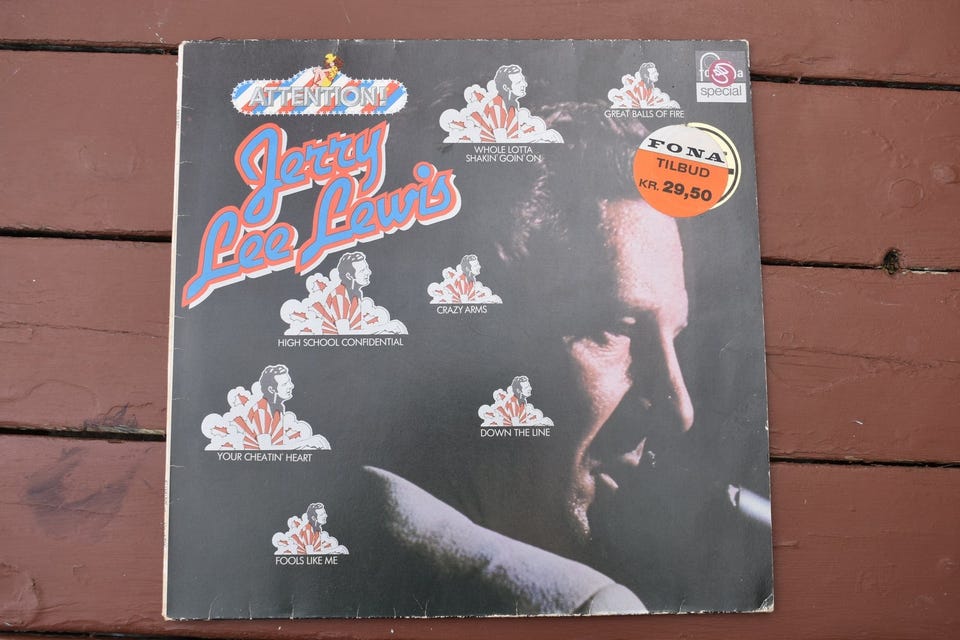 ATTENTION!
Jerry
Lee Lewis
WHOLE LOTTA
SHAKIN' GOIN' ON
GREAT BALLS OF FIRE
special
FONA
TILBUD
KR. 29,50
HIGH SCHOOL CONFIDENTIAL
CRAZY ARMS
YOUR CHEATIN' HEART
DOWN THE LINE
FOOLS LIKE ME